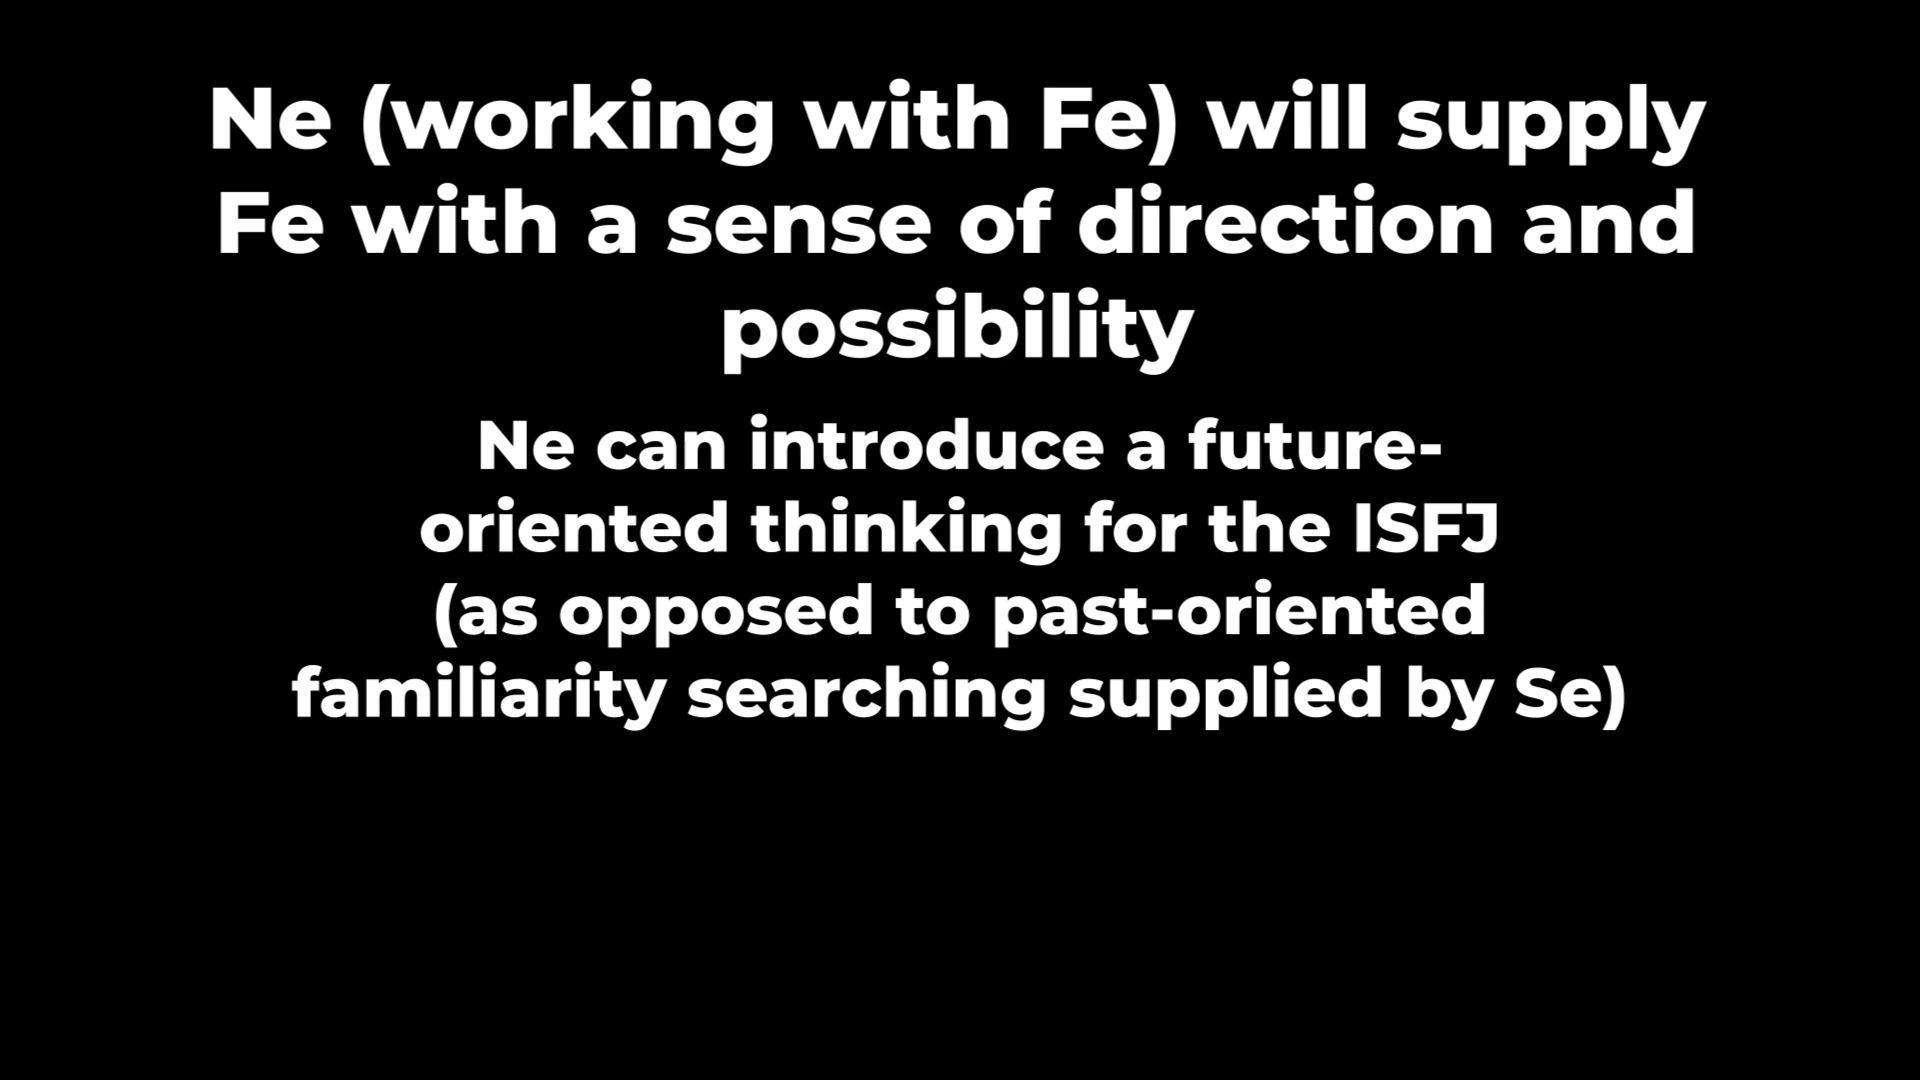 Ne (working with Fe) will supply
Fe with a sense of direction and
possibility
Ne can introduce a future-
oriented thinking for the ISFJ
(as opposed to past-oriented
familiarity searching supplied by Se)